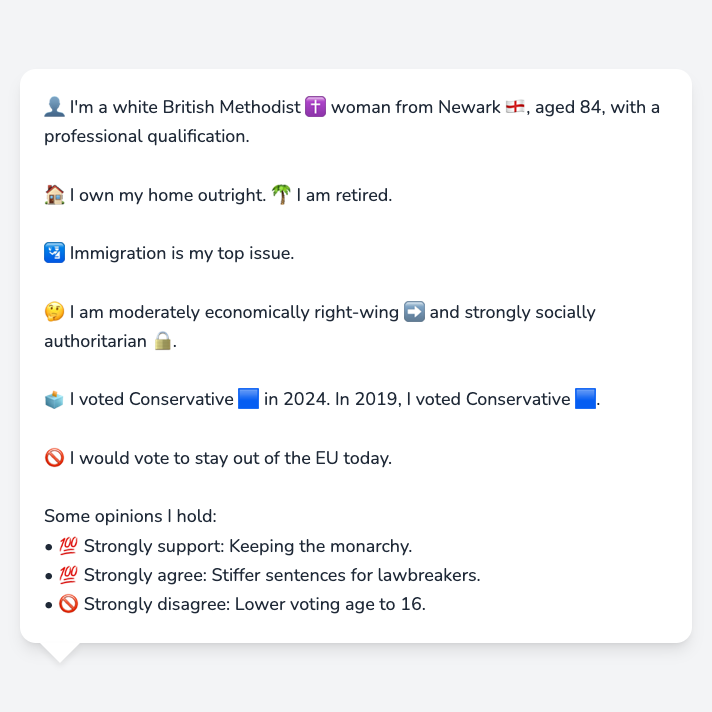 👤 I'm a white British Methodist ✝️ woman from Newark 🏴󠁧󠁢󠁥󠁮󠁧󠁿, aged 84, with a
professional qualification.
🏠 I own my home outright. 🌴 I am retired.
🛂 Immigration is my top issue.
🤔 I am moderately economically right-wing ➡️ and strongly socially
authoritarian 🔒.
🗳️ I voted Conservative 🟦 in 2024. In 2019, I voted Conservative 🟦.
🚫 I would vote to stay out of the EU today.
Some opinions I hold:
• 💯 Strongly support: Keeping the monarchy.
• 💯 Strongly agree: Stiffer sentences for lawbreakers.
• 🚫 Strongly disagree: Lower voting age to 16.